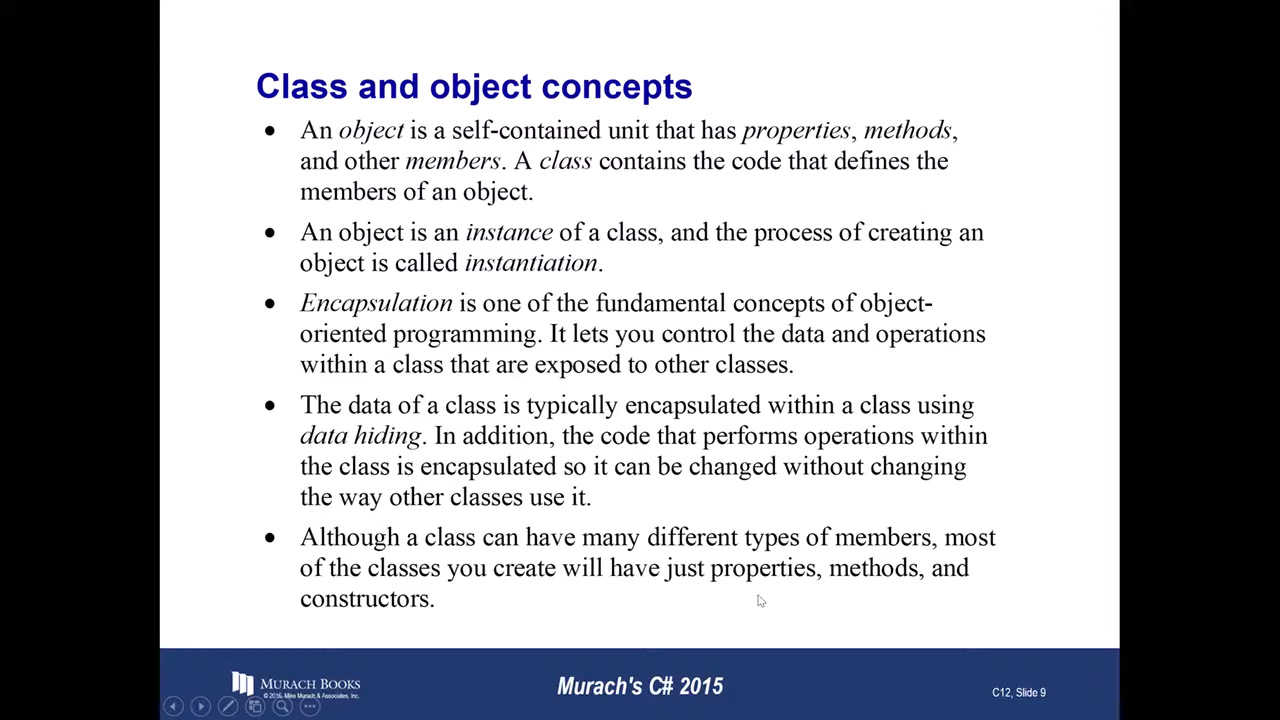 Class and object concepts
• An object is a self-contained unit that has properties, methods,
and other members. A class contains the code that defines the
members of an object.
• An object is an instance of a class, and the process of creating an
object is called instantiation.
• Encapsulation is one of the fundamental concepts of object-
oriented programming. It lets you control the data and operations
within a class that are exposed to other classes.
• The data of a class is typically encapsulated within a class using
data hiding. In addition, the code that performs operations within
the class is encapsulated so it can be changed without changing
the way other classes use it.
• Although a class can have many different types of members, most
of the classes you create will have just properties, methods, and
constructors.
MURACH BOOKS
© 2016, Mike Murach & Associates, Inc.
Murach's C# 2015
C12, Slide 9